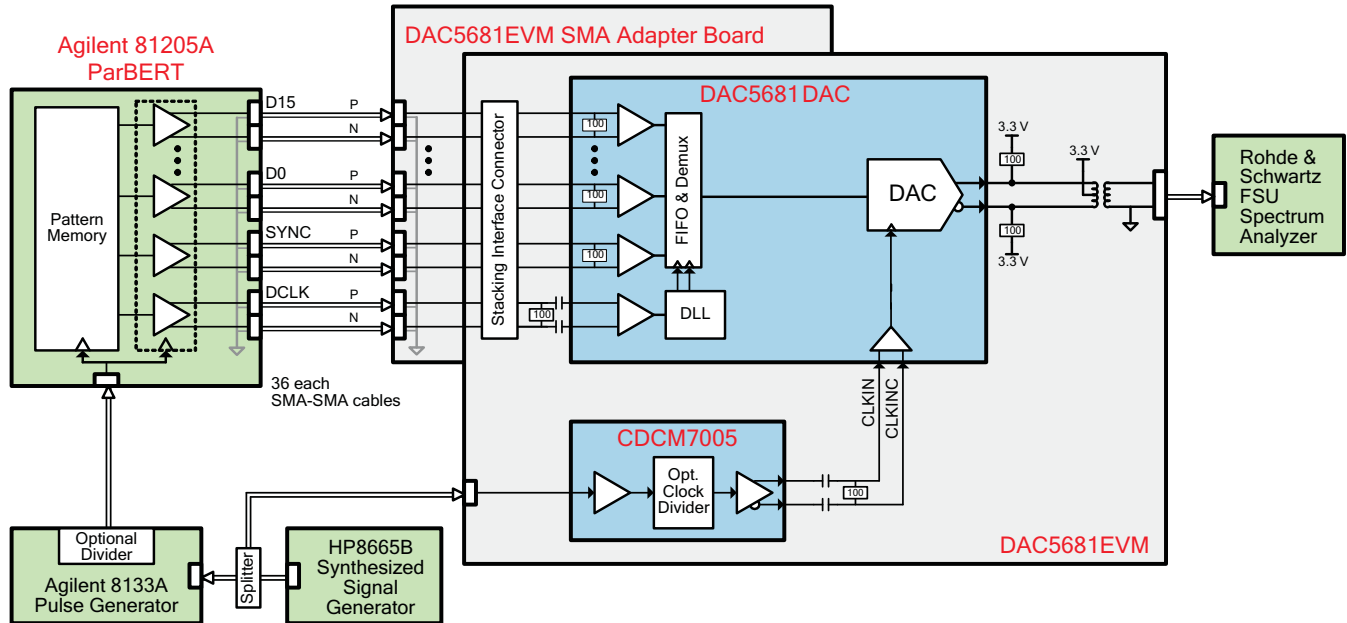 DAC5681EVM SMA Adapter Board
Agilent 81205A
ParBERT
DAC5681DAC
Pattern
Memory
D15
P
N
D0
P
N
SYNC
P
N
DCLK
P
N
36 each
SMA-SMA cables
Stacking Interface Connector
100
100
100
100
FIFO & Demux
DLL
DAC
3.3 V
100
3.3 V
100
3.3 V
Rohde &
Schwartz
FSU
Spectrum
Analyzer
CLKIN
CLKINC
CDCM7005
Opt.
Clock
Divider
100
DAC5681EVM
Optional
Divider
Agilent 8133A
Pulse Generator
Splitter
HP8665B
Synthesized
Signal
Generator